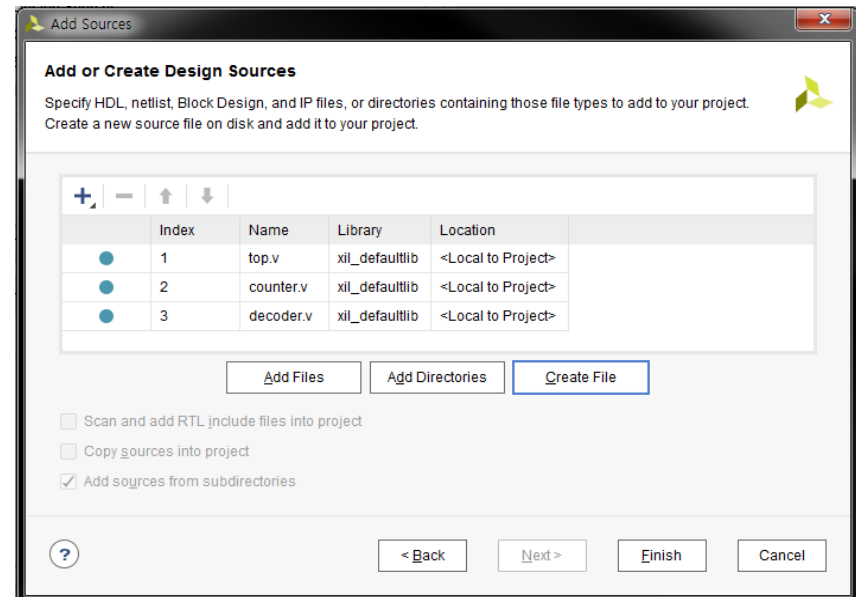 Add Sources
Add or Create Design Sources
Specify HDL, netlist, Block Design, and IP files, or directories containing those file types to add to your project.
Create a new source file on disk and add it to your project.
Index Name Library Location
1 top.v xil_defaultlib <Local to Project>
2 counter.v xil_defaultlib <Local to Project>
3 decoder.v xil_defaultlib <Local to Project>
Add Files Add Directories Create File
Scan and add RTL include files into project
Copy sources into project
Add sources from subdirectories
? < Back Next > Finish Cancel